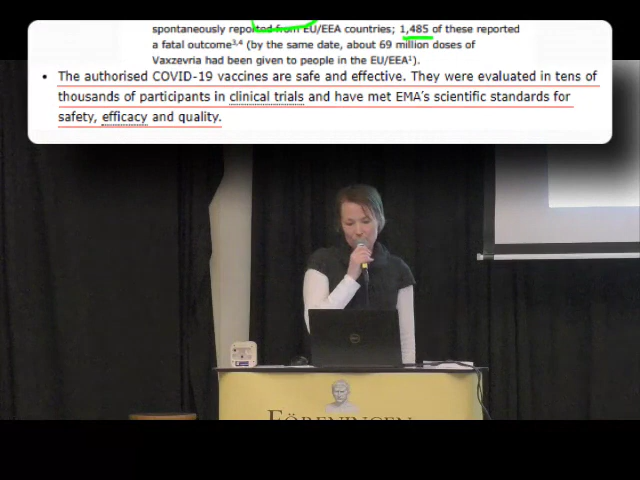 spontaneously reported from EU/EEA countries; 1,485 of these reported
a fatal outcome3,4 (by the same date, about 69 million doses of
Vaxzevria had been given to people in the EU/EEA1).
• The authorised COVID-19 vaccines are safe and effective. They were evaluated in tens of
thousands of participants in clinical trials and have met EMA's scientific standards for
safety, efficacy and quality.
FÖRENINGEN